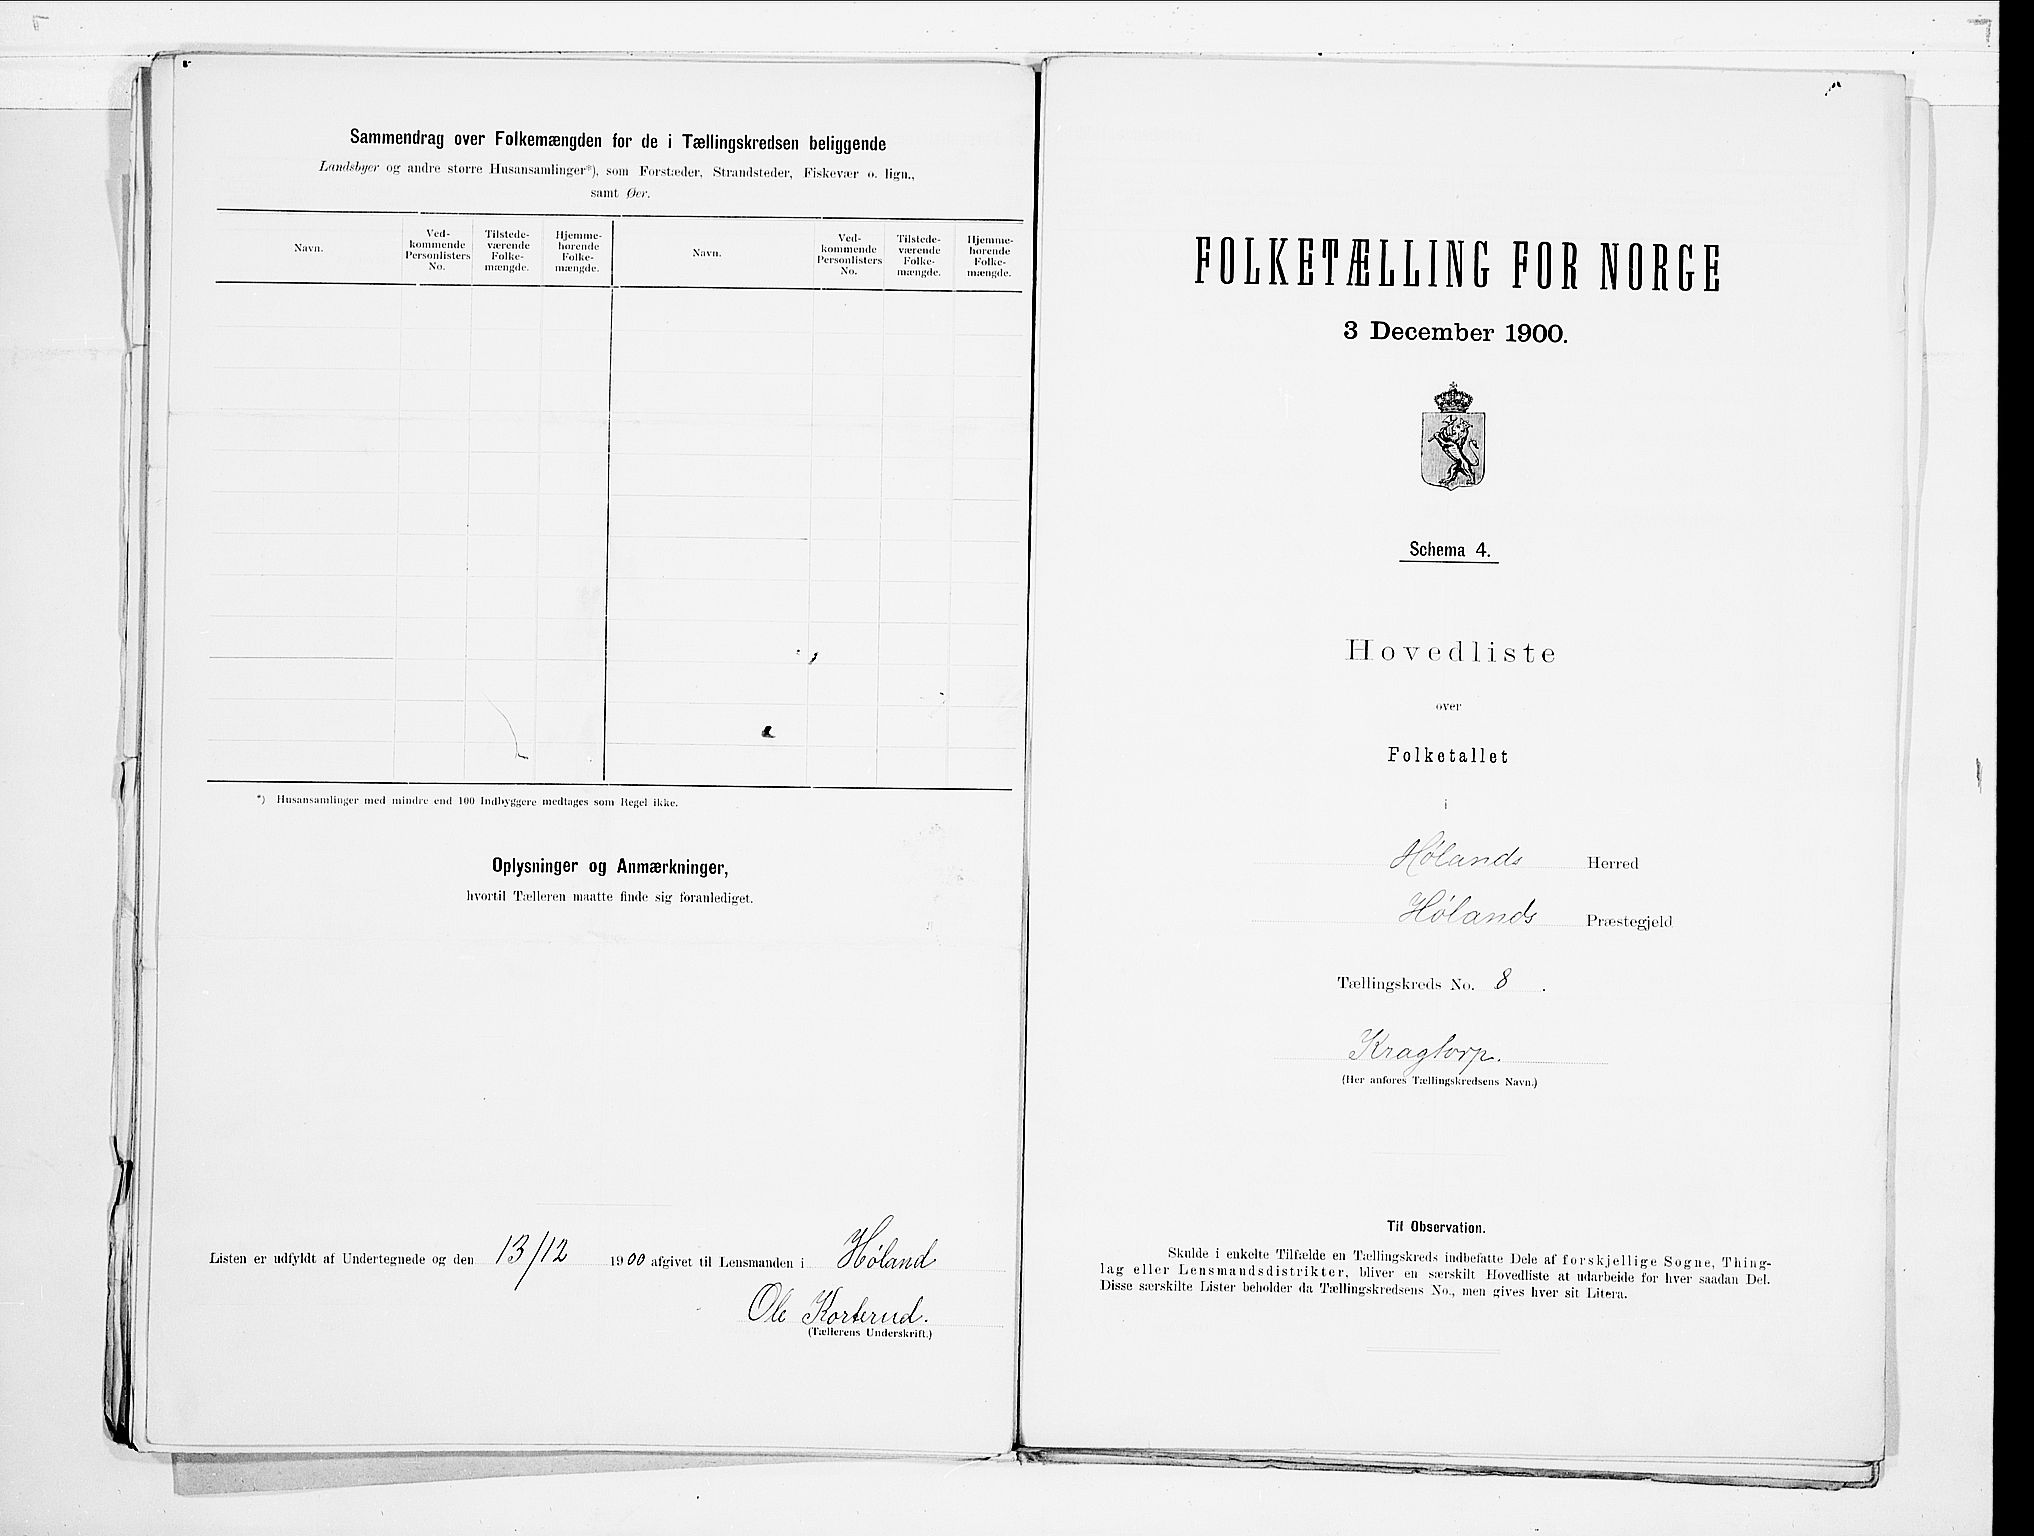 Sammendrag over Folkemængden for de i Tællingskredsen beliggende
Landsbyer og andre større Husansamlinger*), som Forstæder, Strandsteder, Fiskevær o. lign.,
samt Øer.
Navn.
Ved-
kommende
Personlisters
No.
Tilstede-
værende
Folke-
mængde.
Hjemme-
hørende
Folke-
mængde.
Navn.
Ved-
kommende
Personlisters
No.
Tilstede-
værende
Folke-
mængde.
Hjemme-
hørende
Folke-
mængde.
*) Husansamlinger med mindre end 100 Indbyggere medtages som Regel ikke.
Oplysninger og Anmærkninger,
hvortil Tælleren maatte finde sig foranlediget.
Listen er udfyldt af Undertegnede og den 13/12 1900 afgivet til Lensmanden i Høland
Ole Korterud.
(Tællerens Underskrift.)
FOLKETÆLLING FOR NORGE
3 December 1900.
Schema 4.
Hovedliste
over
Folketallet
i
Hølands Herred
Hølands Præstegjeld
Tællingskreds No. 8.
Kragtorp.
(Her anføres Tællingskredsens Navn.)
Til Observation.
Skulde i enkelte Tilfælde en Tællingskreds indbefatte Dele af forskjellige Sogne, Thing-
lag eller Lensmandsdistrikter, bliver en særskilt Hovedliste at udarbeide for hver saadan Del.
Disse særskilte Lister beholder da Tællingskredsens No., men gives hver sit Litera.